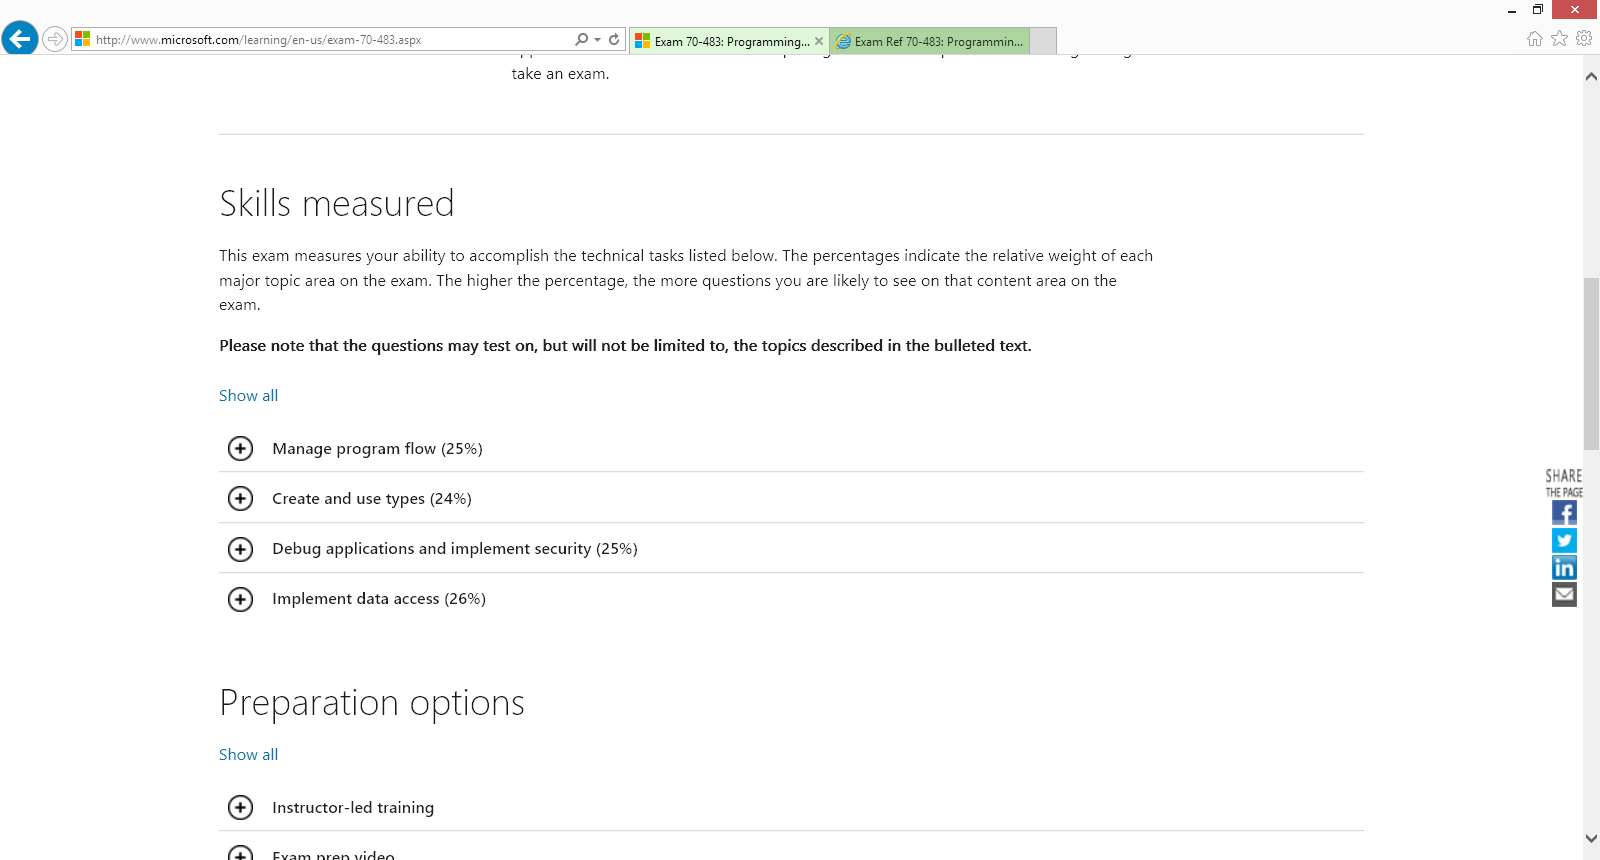 http://www.microsoft.com/learning/en-us/exam-70-483.aspx
Exam 70-483: Programming...
Exam Ref 70-483: Programmin...
take an exam.
Skills measured
This exam measures your ability to accomplish the technical tasks listed below. The percentages indicate the relative weight of each
major topic area on the exam. The higher the percentage, the more questions you are likely to see on that content area on the
exam.
Please note that the questions may test on, but will not be limited to, the topics described in the bulleted text.
Show all
Manage program flow (25%)
Create and use types (24%)
Debug applications and implement security (25%)
Implement data access (26%)
SHARE
THE PAGE
Preparation options
Show all
Instructor-led training
Exam prep video